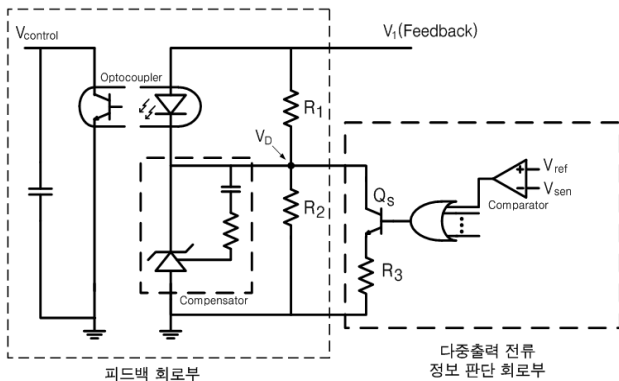 Vcontrol
Optocoupler
V1(Feedback)
R1
VD
R2
Compensator
Qs
R3
Vref
Vsen
Comparator
피드백 회로부
다중출력 전류
정보 판단 회로부